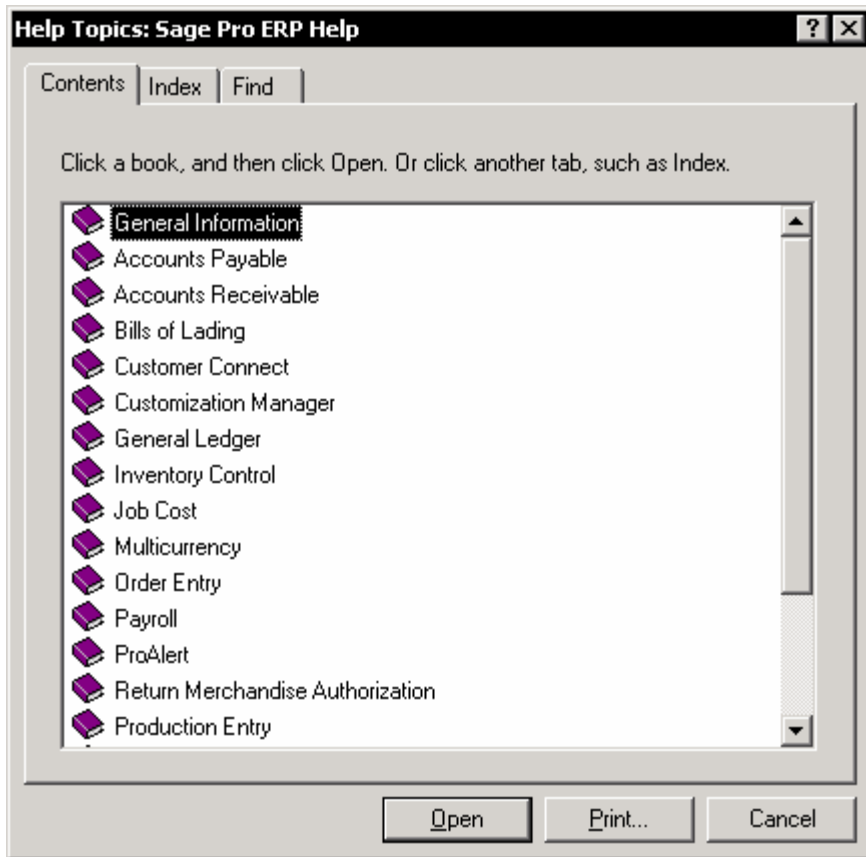 Help Topics: Sage Pro ERP Help
Contents Index Find
Click a book, and then click Open. Or click another tab, such as Index.
General Information
Accounts Payable
Accounts Receivable
Bills of Lading
Customer Connect
Customization Manager
General Ledger
Inventory Control
Job Cost
Multicurrency
Order Entry
Payroll
ProAlert
Return Merchandise Authorization
Production Entry
Open Print... Cancel